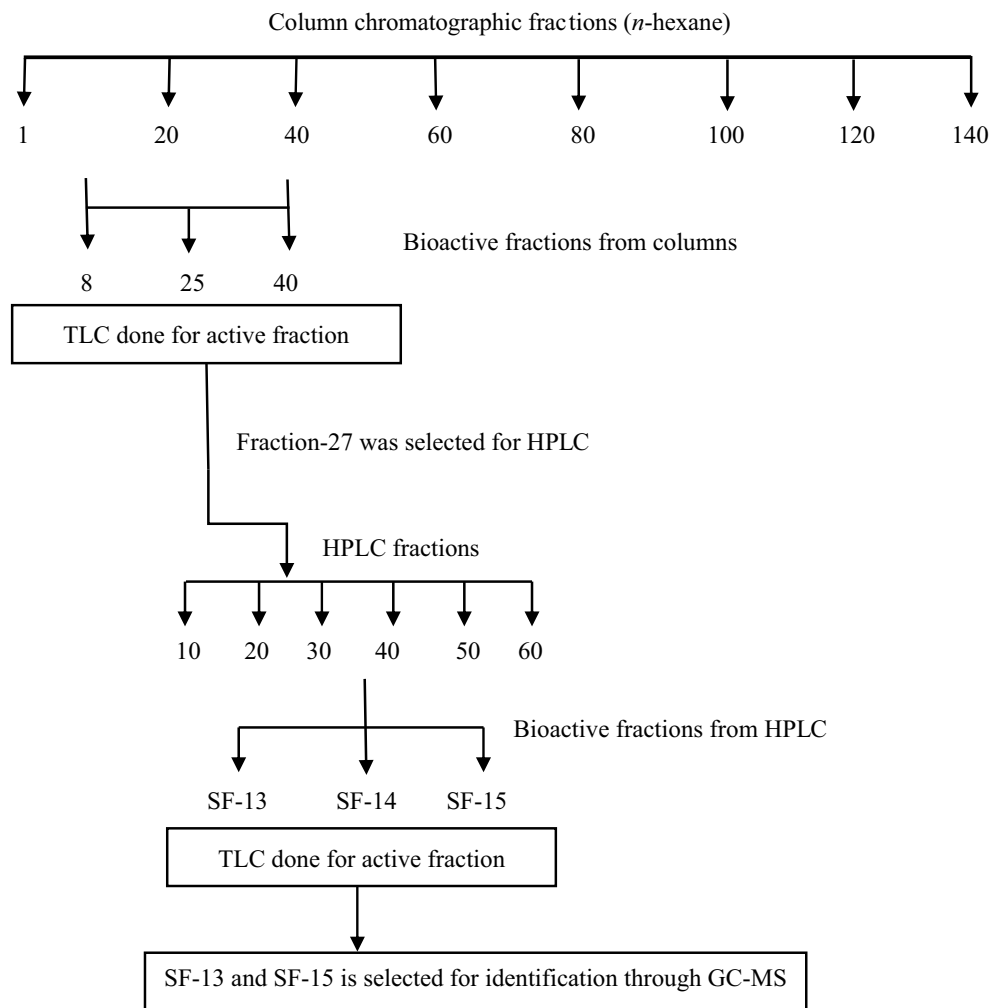 Column chromatographic fractions (n-hexane)
1 20 40 60 80 100 120 140
Bioactive fractions from columns
8 25 40
TLC done for active fraction
Fraction-27 was selected for HPLC
HPLC fractions
10 20 30 40 50 60
Bioactive fractions from HPLC
SF-13 SF-14 SF-15
TLC done for active fraction
SF-13 and SF-15 is selected for identification through GC-MS